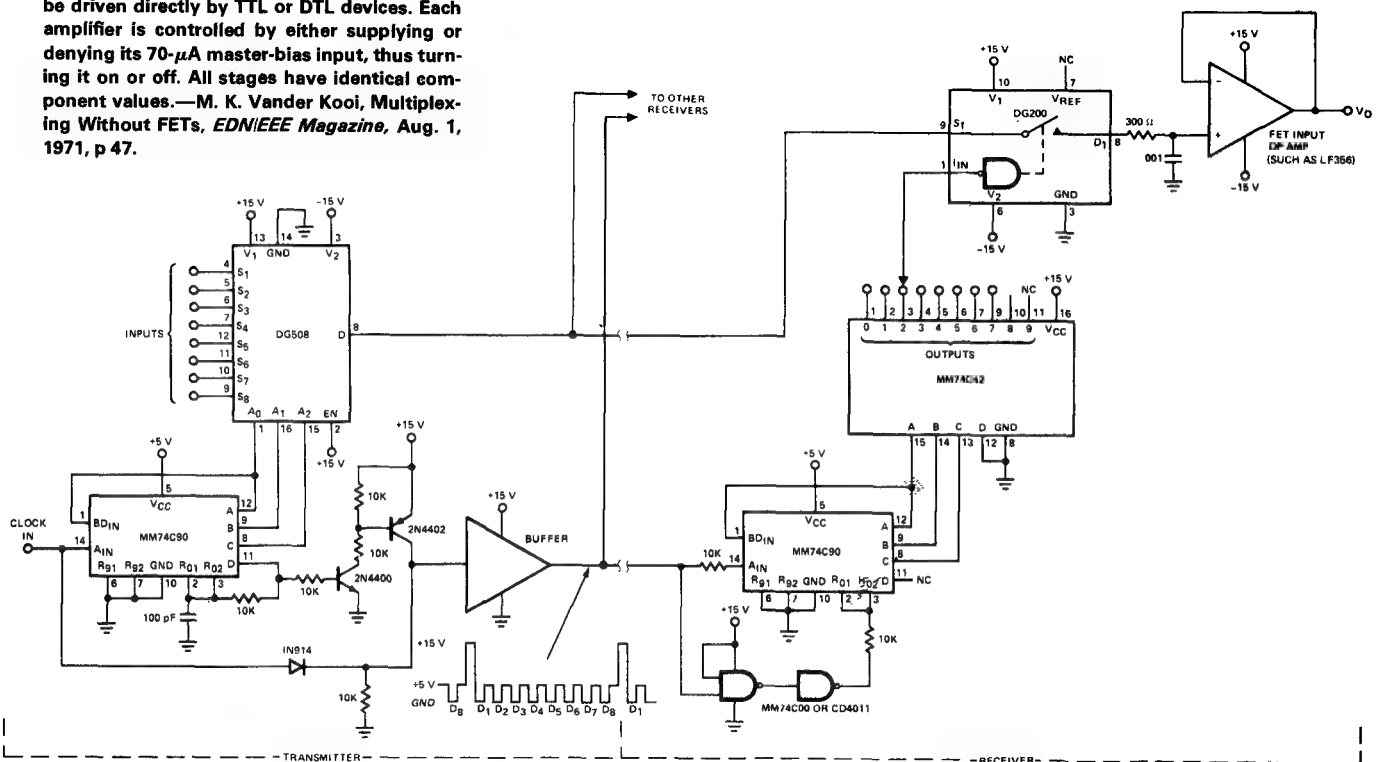 be driven directly by TTL or DTL devices. Each
amplifier is controlled by either supplying or
denying its 70-μA master-bias input, thus turn-
ing it on or off. All stages have identical com-
ponent values.—M. K. Vander Kooi, Multiplex-
ing Without FETs, EDN/EEE Magazine, Aug. 1,
1971, p 47.
TO OTHER
RECEIVERS
+15 V
NC
10
7
V1
VREF
DG200
9
S1
D1
8
1
IN
V2
GND
6
3
-15 V
300 Ω
001
+15 V
-
+
-15 V
VO
FET INPUT
OP AMP
(SUCH AS LF356)
+15 V
-15 V
13
14
3
V1
GND
V2
INPUTS
4
S1
5
S2
6
S3
7
S4
12
S5
11
S6
10
S7
9
S8
DG508
D
8
A0
A1
A2
EN
1
16
15
2
+15 V
NC
+15 V
1
2
3
4
5
6
7
9
10
11
16
0
1
2
3
4
5
6
7
8
9
VCC
OUTPUTS
MM74C42
A
B
C
D
GND
15
14
13
12
8
+5 V
5
VCC
CLOCK
IN
1
BDIN
14
AIN
MM74C90
A
12
B
9
C
8
D
11
R91
R92
GND
R01
R02
6
7
10
2
3
100 pF
10K
10K
10K
10K
+15 V
2N4402
2N4400
IN914
10K
+15 V
BUFFER
+15 V
+5 V
GND
D8
D1
D2
D3
D4
D5
D6
D7
D8
D1
+5 V
5
VCC
1
BDIN
10K
14
AIN
MM74C90
A
12
B
9
C
8
D
11
NC
R91
R92
GND
R01
R02
6
7
10
2
3
+15 V
10K
MM74C00 OR CD4011
TRANSMITTER
RECEIVER